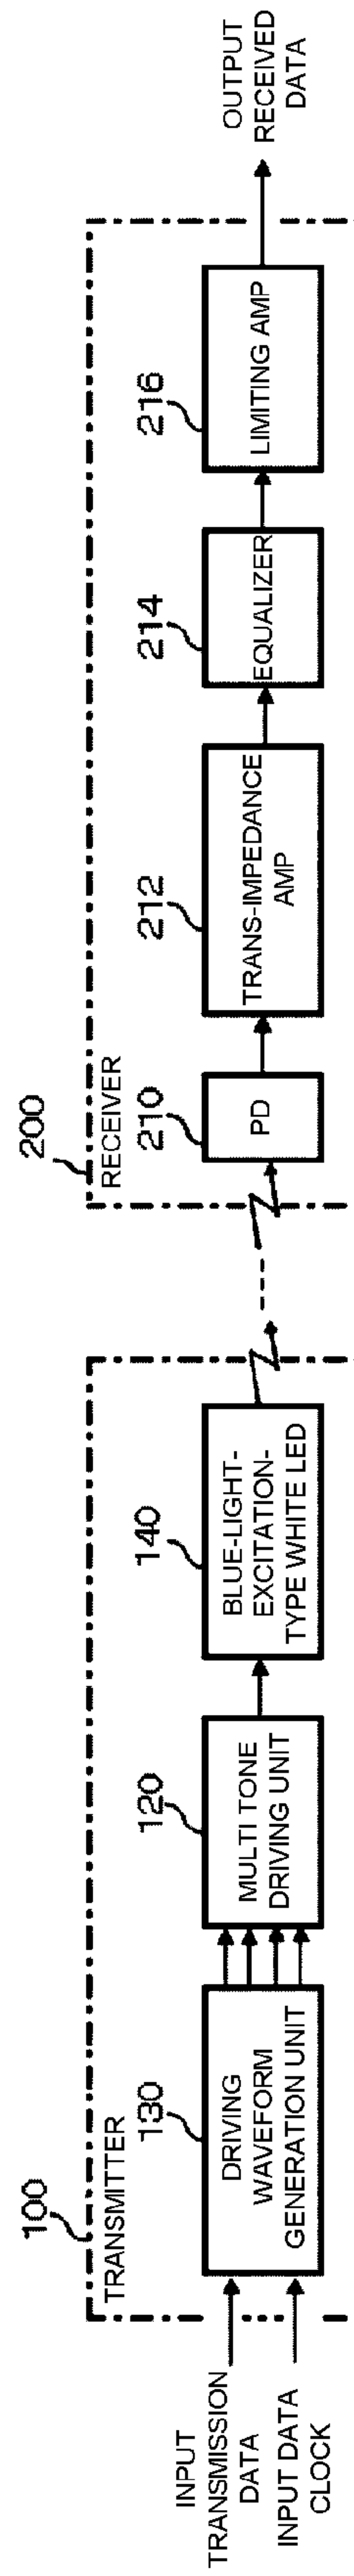 100
TRANSMITTER
INPUT
TRANSMISSION
DATA
INPUT DATA
CLOCK
130
DRIVING
WAVEFORM
GENERATION UNIT
120
MULTI TONE
DRIVING UNIT
140
BLUE-LIGHT-
EXCITATION-
TYPE WHITE LED
200
RECEIVER
210
PD
212
TRANS-IMPEDANCE
AMP
214
EQUALIZER
216
LIMITING AMP
OUTPUT
RECEIVED
DATA